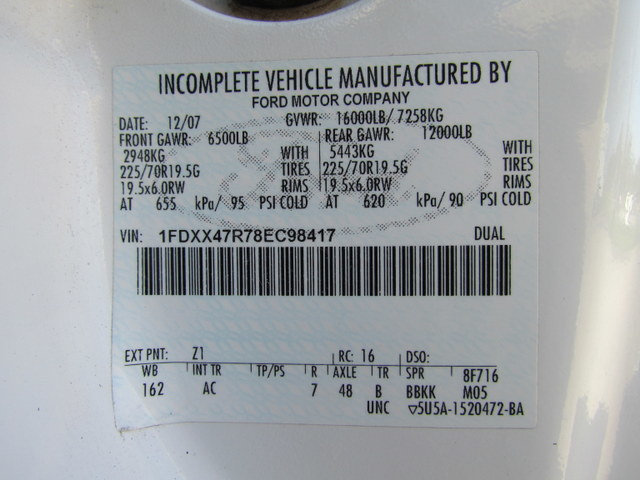 INCOMPLETE VEHICLE MANUFACTURED BY
FORD MOTOR COMPANY
DATE: 12/07 GVWR: 16000LB/ 7258KG
FRONT GAWR: 6500LB REAR GAWR: 12000LB
2948KG WITH 5443KG WITH
225/70R19.5G TIRES 225/70R19.5G TIRES
19.5x6.0RW RIMS 19.5x6.0RW RIMS
AT 655 kPa/ 95 PSI COLD AT 620 kPa/ 90 PSI COLD
VIN: 1FDXX47R78EC98417 DUAL
EXT PNT: Z1 RC: 16 DSO:
WB INT TR TP/PS R AXLE TR SPR 8F716
162 AC 7 48 B BBKK M05
UNC ▽5U5A-1520472-BA